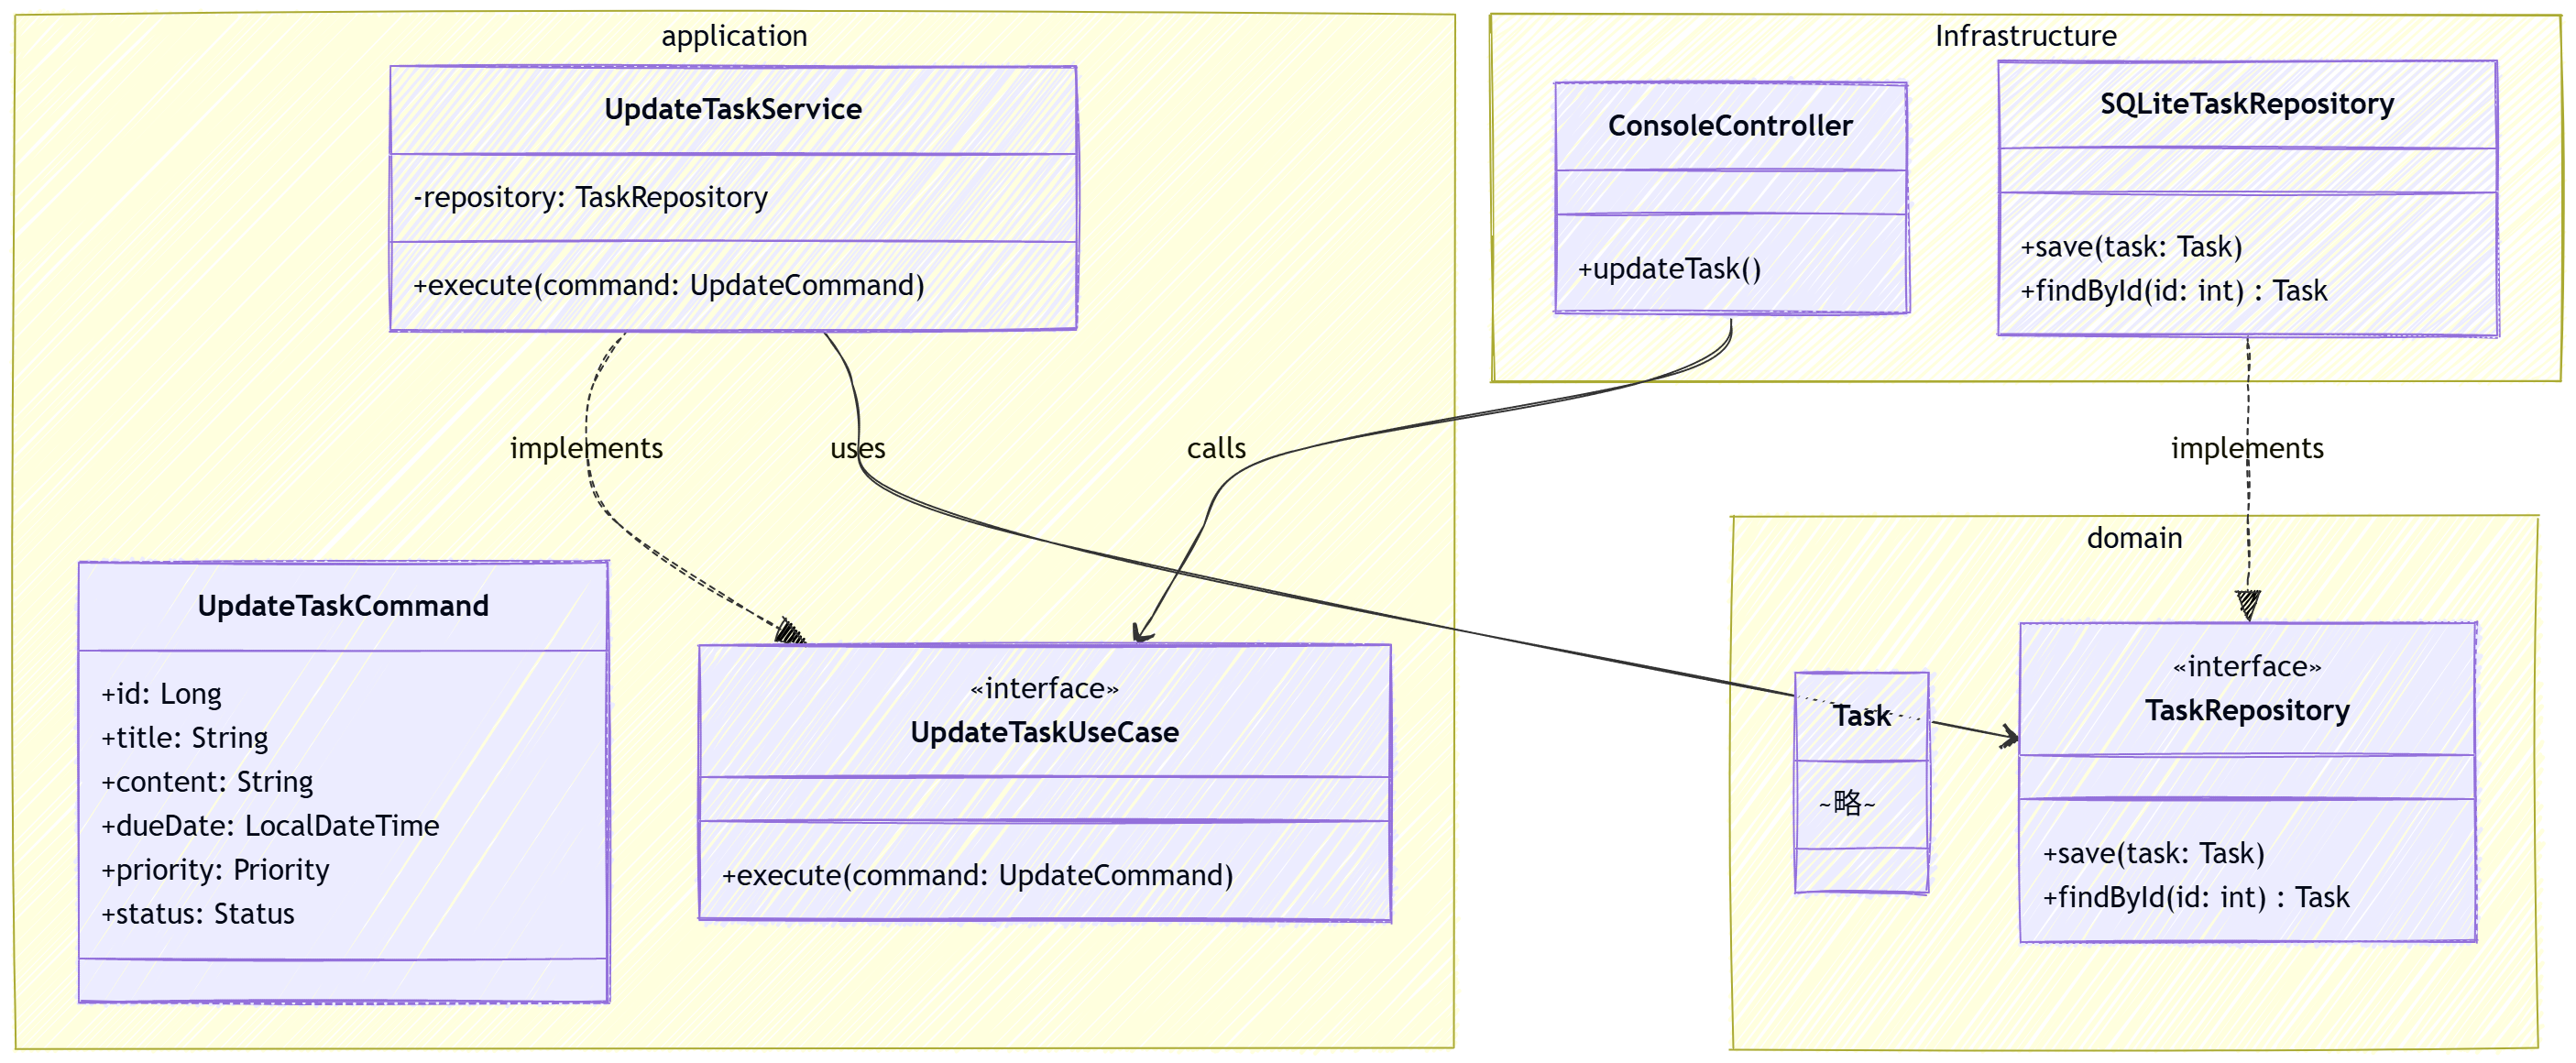 application
UpdateTaskService
-repository: TaskRepository
+execute(command: UpdateCommand)
Infrastructure
ConsoleController
+updateTask()
SQLiteTaskRepository
+save(task: Task)
+findById(id: int) : Task
implements
uses
calls
implements
UpdateTaskCommand
+id: Long
+title: String
+content: String
+dueDate: LocalDateTime
+priority: Priority
+status: Status
«interface»
UpdateTaskUseCase
+execute(command: UpdateCommand)
domain
Task
~略~
«interface»
TaskRepository
+save(task: Task)
+findById(id: int) : Task